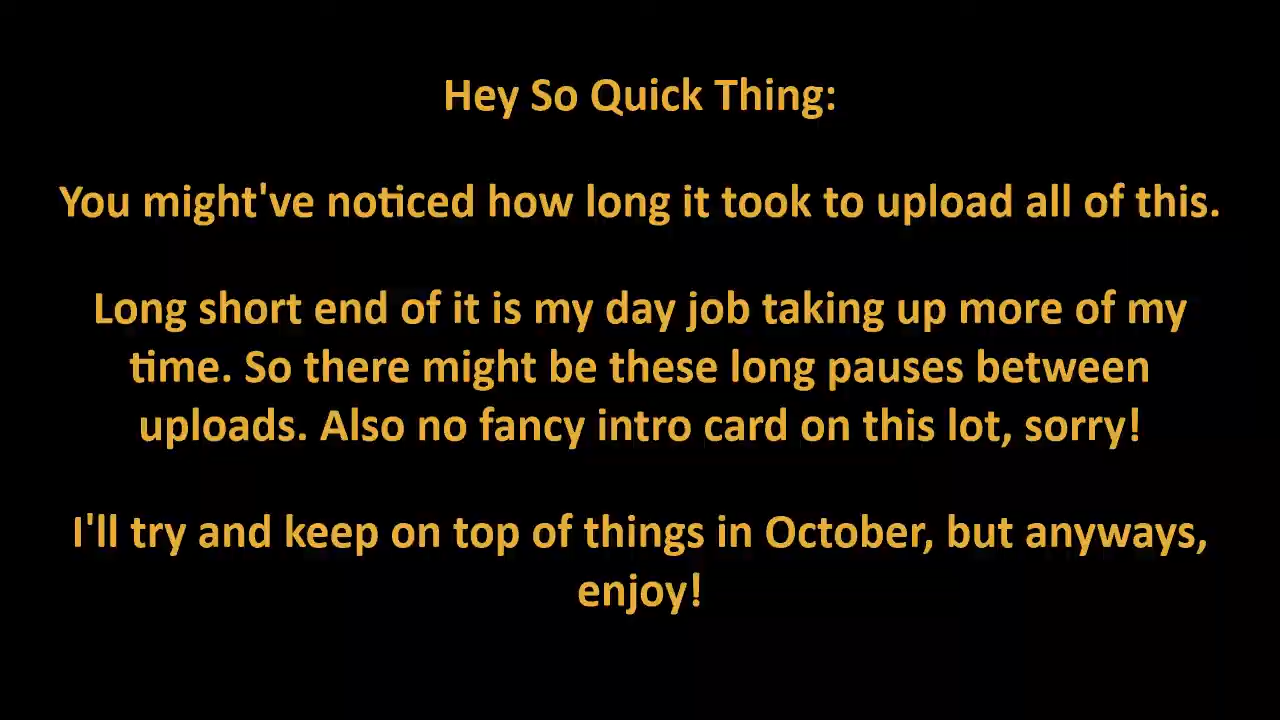 Hey So Quick Thing:
You might've noticed how long it took to upload all of this.
Long short end of it is my day job taking up more of my
time. So there might be these long pauses between
uploads. Also no fancy intro card on this lot, sorry!
I'll try and keep on top of things in October, but anyways,
enjoy!